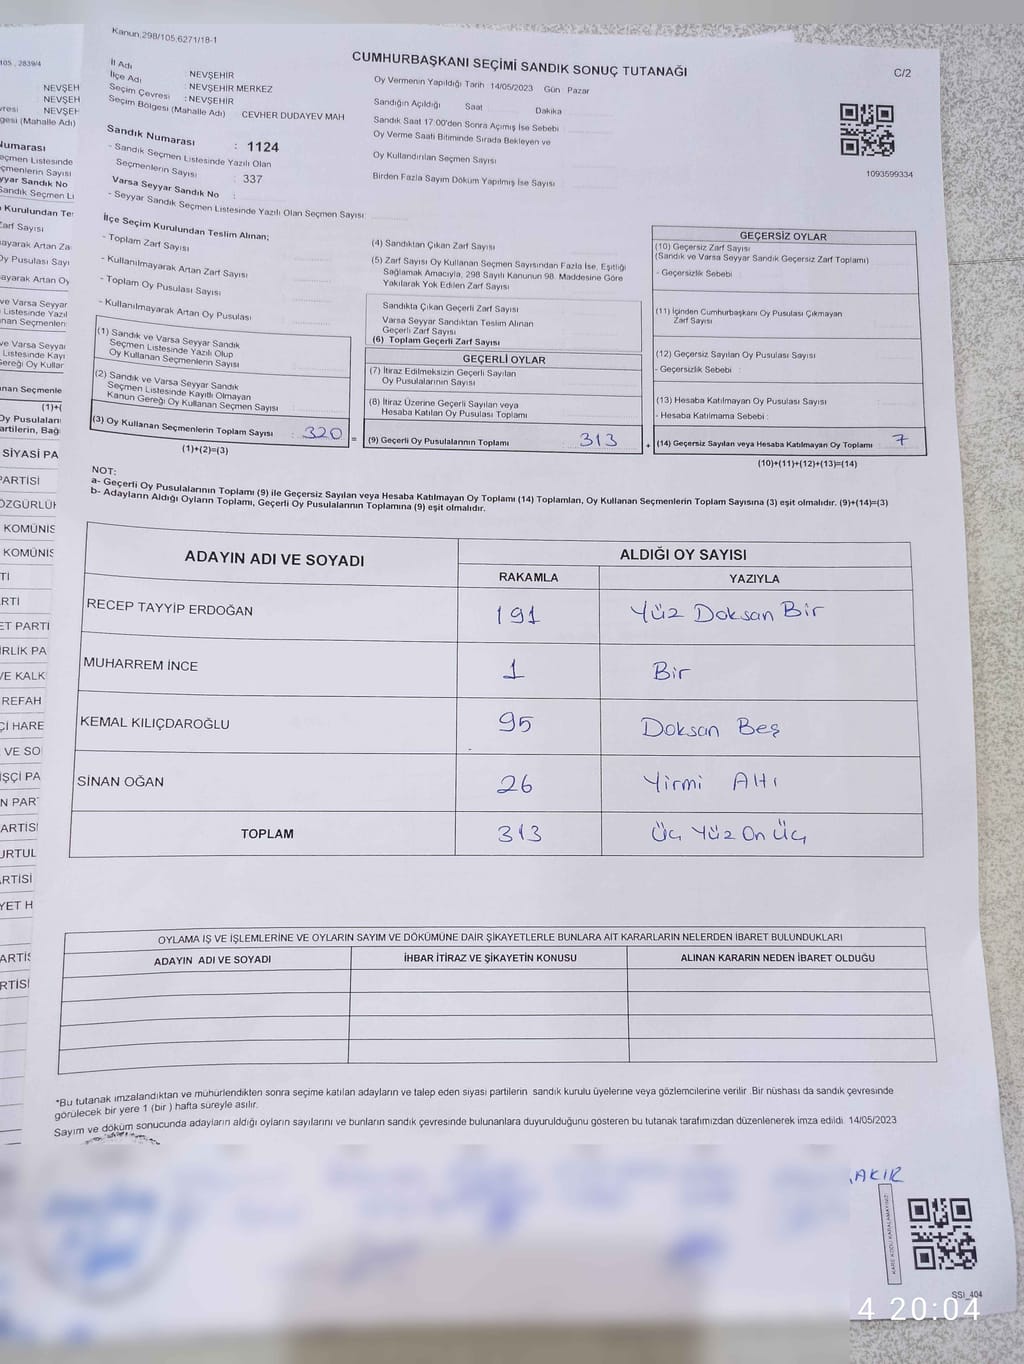 Kanun.298/105,6271/18-1
CUMHURBAŞKANI SEÇİMİ SANDIK SONUÇ TUTANAĞI
C/2
İl Adı : NEVŞEHİR
İlçe Adı : NEVŞEHİR MERKEZ
Seçim Çevresi : NEVŞEHİR
Seçim Bölgesi (Mahalle Adı) CEVHER DUDAYEV MAH
Sandık Numarası : 1124
- Sandık Seçmen Listesinde Yazılı Olan
Seçmenlerin Sayısı : 337
Varsa Seyyar Sandık No :
- Seyyar Sandık Seçmen Listesinde Yazılı Olan Seçmen Sayısı
Oy Vermenin Yapıldığı Tarih 14/05/2023 Gün Pazar
Sandığın Açıldığı Saat Dakika
Sandık Saat 17:00'den Sonra Açımış İse Sebebi
Oy Verme Saati Bitiminde Sırada Bekleyen ve
Oy Kullandırılan Seçmen Sayısı
Birden Fazla Sayım Döküm Yapılmış İse Sayısı
1093599334
İlçe Seçim Kurulundan Teslim Alınan;
- Toplam Zarf Sayısı
- Kullanılmayarak Artan Zarf Sayısı
- Toplam Oy Pusulası Sayısı
- Kullanılmayarak Artan Oy Pusulası
(1) Sandık ve Varsa Seyyar Sandık
Seçmen Listesinde Yazılı Olup
Oy Kullanan Seçmenlerin Sayısı
(2) Sandık ve Varsa Seyyar Sandık
Seçmen Listesinde Kayıtlı Olmayan
Kanun Gereği Oy Kullanan Seçmen Sayısı
(3) Oy Kullanan Seçmenlerin Toplam Sayısı : 320 =
(1)+(2)=(3)
(4) Sandıktan Çıkan Zarf Sayısı
(5) Zarf Sayısı Oy Kullanan Seçmen Sayısından Fazla İse, Eşitliği
Sağlamak Amacıyla, 298 Sayılı Kanunun 98. Maddesine Göre
Yakılarak Yok Edilen Zarf Sayısı
Sandıkta Çıkan Geçerli Zarf Sayısı
Varsa Seyyar Sandıktan Teslim Alınan
Geçerli Zarf Sayısı
(6) Toplam Geçerli Zarf Sayısı
GEÇERLİ OYLAR
(7) İtiraz Edilmeksizin Geçerli Sayılan
Oy Pusulalarının Sayısı
(8) İtiraz Üzerine Geçerli Sayılan veya
Hesaba Katılan Oy Pusulası Toplamı
(9) Geçerli Oy Pusulalarının Toplamı 313 +
GEÇERSİZ OYLAR
(10) Geçersiz Zarf Sayısı
(Sandık ve Varsa Seyyar Sandık Geçersiz Zarf Toplamı)
- Geçersizlik Sebebi :
(11) İçinden Cumhurbaşkanı Oy Pusulası Çıkmayan
Zarf Sayısı
(12) Geçersiz Sayılan Oy Pusulası Sayısı
- Geçersizlik Sebebi :
(13) Hesaba Katılmayan Oy Pusulası Sayısı
- Hesaba Katılmama Sebebi :
(14) Geçersiz Sayılan veya Hesaba Katılmayan Oy Toplamı : 7
(10)+(11)+(12)+(13)=(14)
NOT:
a- Geçerli Oy Pusulalarının Toplamı (9) ile Geçersiz Sayılan veya Hesaba Katılmayan Oy Toplamı (14) Toplamları, Oy Kullanan Seçmenlerin Toplam Sayısına (3) eşit olmalıdır. (9)+(14)=(3)
b- Adayların Aldığı Oyların Toplamı, Geçerli Oy Pusulalarının Toplamına (9) eşit olmalıdır.
ADAYIN ADI VE SOYADI ALDIĞI OY SAYISI
RAKAMLA YAZIYLA
RECEP TAYYİP ERDOĞAN 191 Yüz Doksan Bir
MUHARREM İNCE 1 Bir
KEMAL KILIÇDAROĞLU 95 Doksan Beş
SİNAN OĞAN 26 Yirmi Altı
TOPLAM 313 Üç Yüz On Üç
OYLAMA İŞ VE İŞLEMLERİNE VE OYLARIN SAYIM VE DÖKÜMÜNE DAİR ŞİKAYETLERLE BUNLARA AİT KARARLARIN NELERDEN İBARET BULUNDUKLARI
ADAYIN ADI VE SOYADI İHBAR İTİRAZ VE ŞİKAYETİN KONUSU ALINAN KARARIN NEDEN İBARET OLDUĞU
*Bu tutanak imzalandıktan ve mühürlendikten sonra seçime katılan adayların ve talep eden siyasi partilerin sandık kurulu üyelerine veya gözlemcilerine verilir .Bir nüshası da sandık çevresinde
görülecek bir yere 1 (bir ) hafta süreyle asılır.
Sayım ve döküm sonucunda adayların aldığı oyların sayılarını ve bunların sandık çevresinde bulunanlara duyurulduğunu gösteren bu tutanak tarafımızdan düzenlenerek imza edildi. 14/05/2023
AKIR
KARE KODU KARALAMAYINIZ!
SSI_404
4 20:04